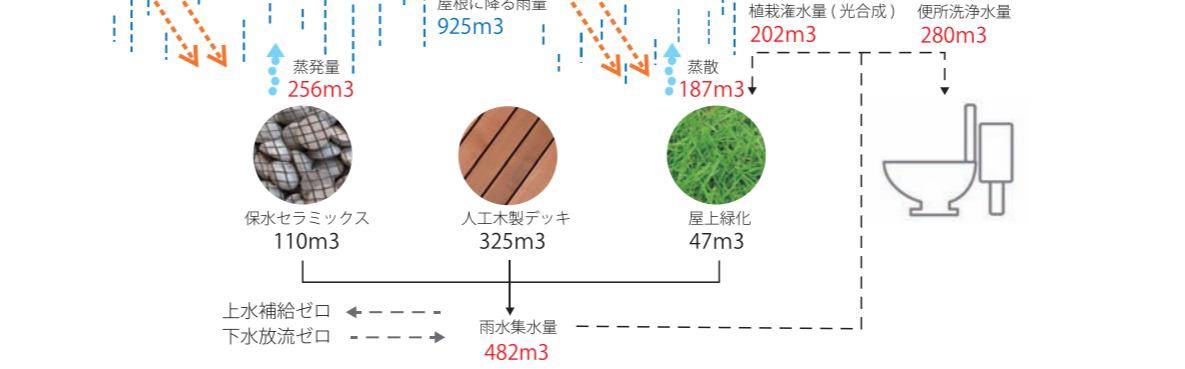 屋根に降る雨量
925m3
植栽潅水量 ( 光合成 )
202m3
便所洗浄水量
280m3
蒸発量
256m3
蒸散
187m3
保水セラミックス
110m3
人工木製デッキ
325m3
屋上緑化
47m3
上水補給ゼロ
下水放流ゼロ
雨水集水量
482m3